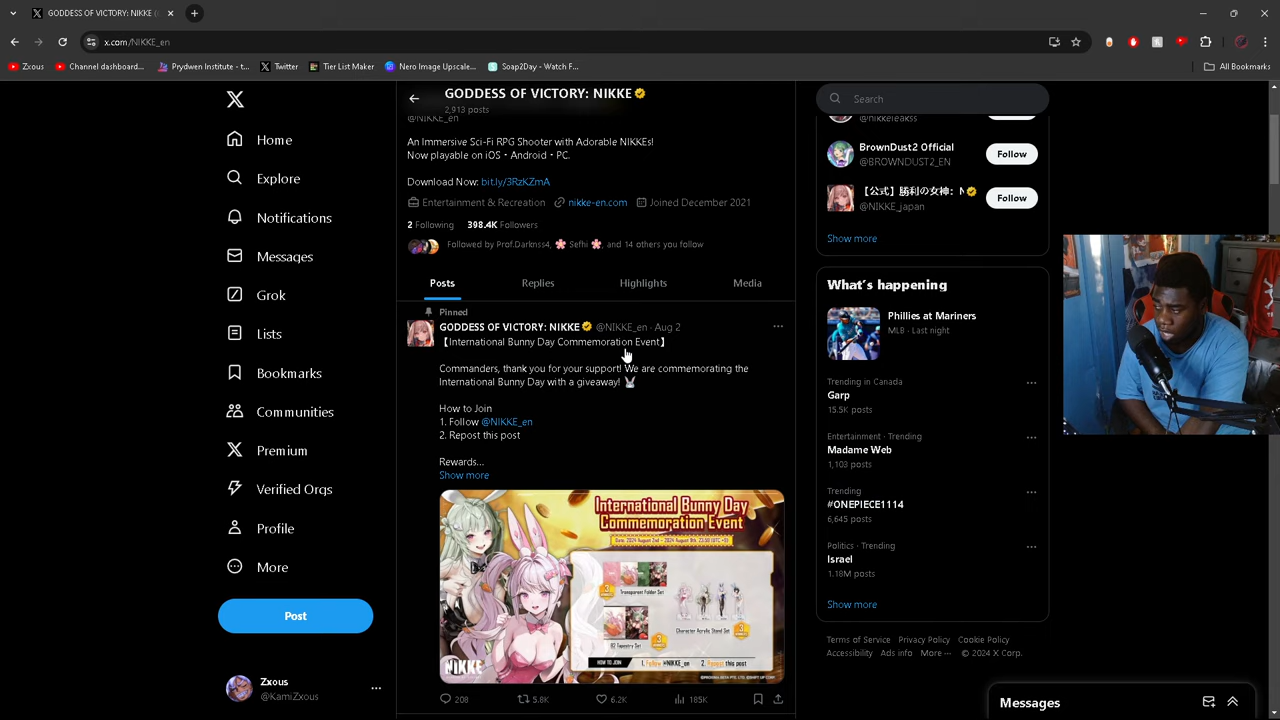 GODDESS OF VICTORY: NIKKE (
x.com/NIKKE_en
Zxous
Channel dashboard...
Prydwen Institute - t...
Twitter
Tier List Maker
Nero Image Upscale...
Soap2Day - Watch F...
All Bookmarks
Home
Explore
Notifications
Messages
Grok
Lists
Bookmarks
Communities
Premium
Verified Orgs
Profile
More
Post
Zxous
@KamiZxous
GODDESS OF VICTORY: NIKKE
2,913 posts
@NIKKE_en
An Immersive Sci-Fi RPG Shooter with Adorable NIKKEs!
Now playable on iOS・Android・PC.
Download Now: bit.ly/3RzKZmA
Entertainment & Recreation nikke-en.com Joined December 2021
2 Following 398.4K Followers
Followed by Prof.Darknss4, 🌸 Sefhi 🌸, and 14 others you follow
Posts Replies Highlights Media
Pinned
GODDESS OF VICTORY: NIKKE @NIKKE_en · Aug 2
【International Bunny Day Commemoration Event】
Commanders, thank you for your support! We are commemorating the
International Bunny Day with a giveaway! 🐰
How to Join
1. Follow @NIKKE_en
2. Repost this post
Rewards...
Show more
International Bunny Day
Commemoration Event
Transparent Folder Set
Character Acrylic Stand Set
B2 Tapestry Set
HOW TO JOIN 1. Follow @NIKKE_en 2. Repost this post
NIKKE
208 5.8K 6.2K 185K
Search
@nikkeleakss
BrownDust2 Official
@BROWNDUST2_EN
Follow
【公式】勝利の女神: N
@NIKKE_japan
Follow
Show more
What's happening
Phillies at Mariners
MLB · Last night
Trending in Canada
Garp
15.5K posts
Entertainment · Trending
Madame Web
1,103 posts
Trending
#ONEPIECE1114
6,645 posts
Politics · Trending
Israel
1.18M posts
Show more
Terms of Service Privacy Policy Cookie Policy
Accessibility Ads info More ··· © 2024 X Corp.
Messages